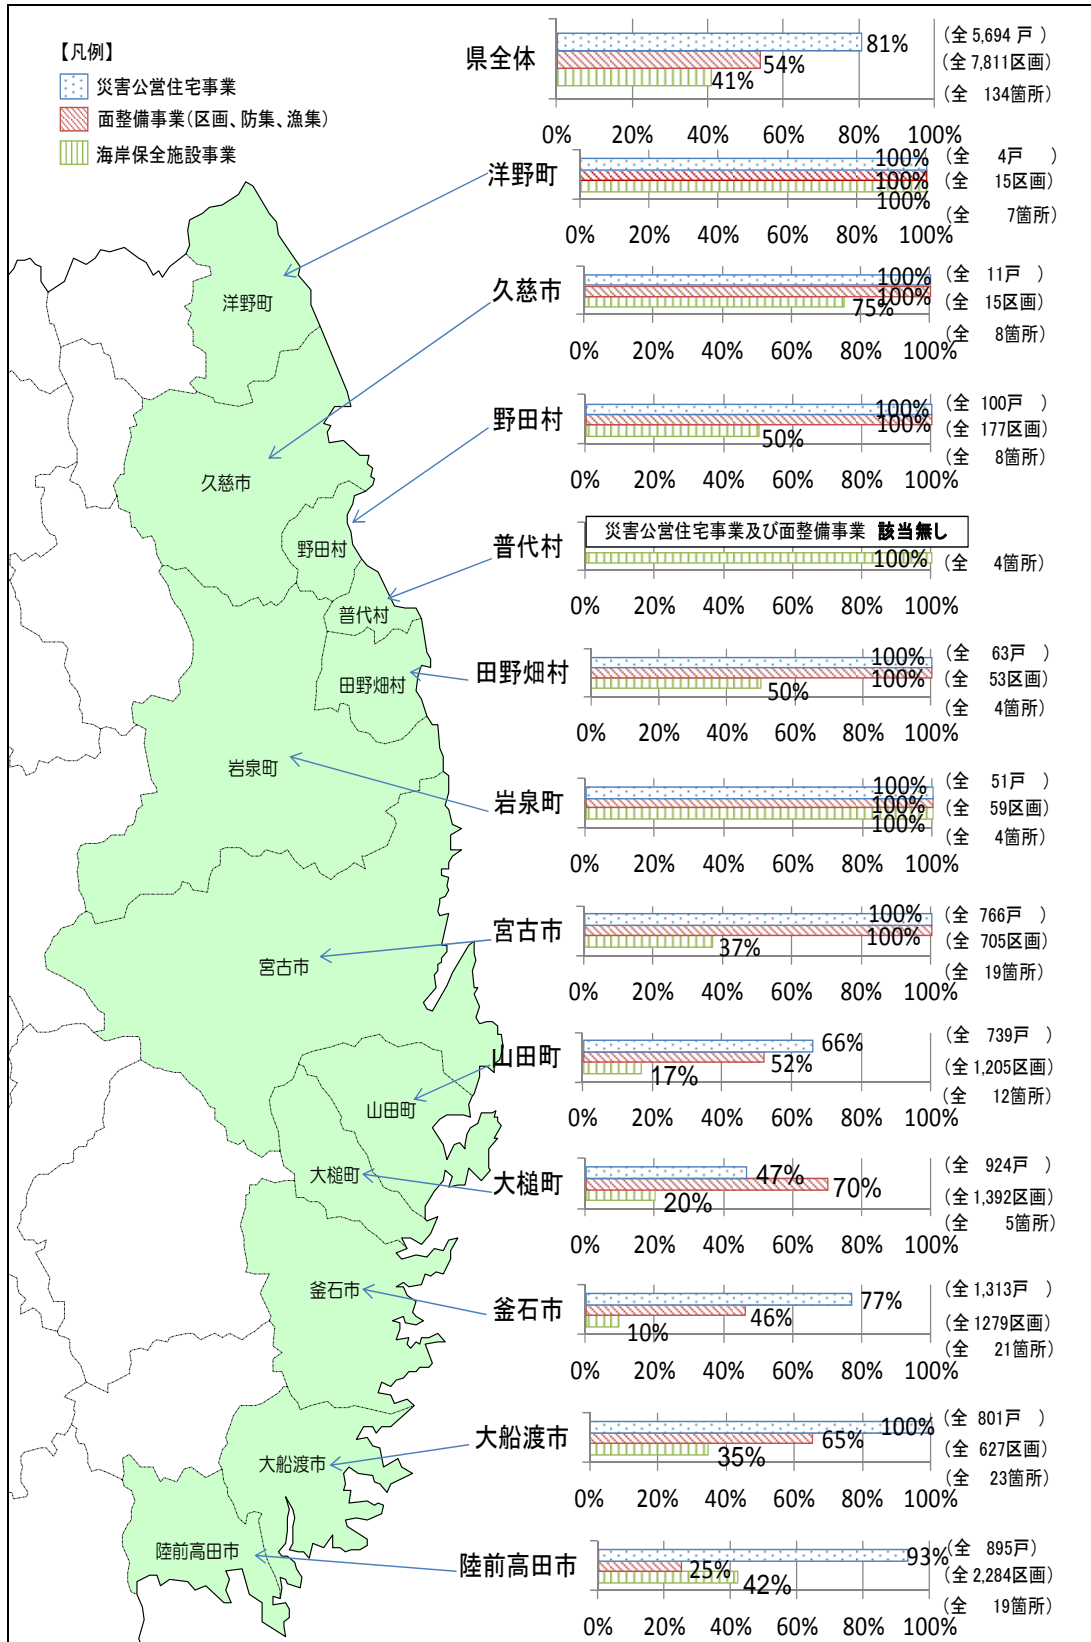 【凡例】
災害公営住宅事業
面整備事業(区画、防集、漁集)
海岸保全施設事業
県全体
81%
54%
41%
(全 5,694 戸 )
(全 7,811区画)
(全 134箇所)
0% 20% 40% 60% 80% 100%
洋野町
100%
100%
100%
(全 4戸 )
(全 15区画)
(全 7箇所)
0% 20% 40% 60% 80% 100%
久慈市
100%
100%
75%
(全 11戸 )
(全 15区画)
(全 8箇所)
0% 20% 40% 60% 80% 100%
野田村
100%
100%
50%
(全 100戸 )
(全 177区画)
(全 8箇所)
0% 20% 40% 60% 80% 100%
普代村
災害公営住宅事業及び面整備事業 該当無し
100%
(全 4箇所)
0% 20% 40% 60% 80% 100%
田野畑村
100%
100%
50%
(全 63戸 )
(全 53区画)
(全 4箇所)
0% 20% 40% 60% 80% 100%
岩泉町
100%
100%
100%
(全 51戸 )
(全 59区画)
(全 4箇所)
0% 20% 40% 60% 80% 100%
宮古市
100%
100%
37%
(全 766戸 )
(全 705区画)
(全 19箇所)
0% 20% 40% 60% 80% 100%
山田町
66%
52%
17%
(全 739戸 )
(全 1,205区画)
(全 12箇所)
0% 20% 40% 60% 80% 100%
大槌町
47%
70%
20%
(全 924戸 )
(全 1,392区画)
(全 5箇所)
0% 20% 40% 60% 80% 100%
釜石市
77%
46%
10%
(全 1,313戸 )
(全 1279区画)
(全 21箇所)
0% 20% 40% 60% 80% 100%
大船渡市
100%
65%
35%
(全 801戸 )
(全 627区画)
(全 23箇所)
0% 20% 40% 60% 80% 100%
陸前高田市
93%
25%
42%
(全 895戸)
(全 2,284区画)
(全 19箇所)
0% 20% 40% 60% 80% 100%
洋野町
久慈市
野田村
普代村
田野畑村
岩泉町
宮古市
山田町
大槌町
釜石市
大船渡市
陸前高田市